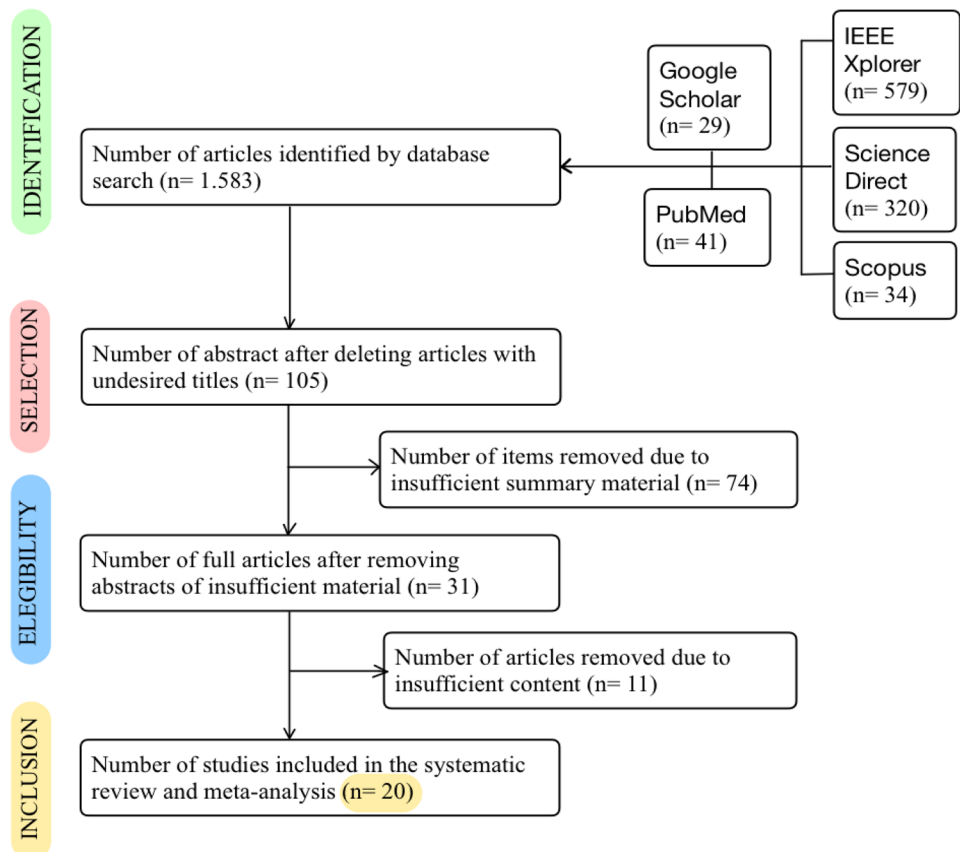 IDENTIFICATION
Number of articles identified by database
search (n= 1.583)
Google
Scholar
(n= 29)
PubMed
(n= 41)
IEEE
Xplorer
(n= 579)
Science
Direct
(n= 320)
Scopus
(n= 34)
SELECTION
Number of abstract after deleting articles with
undesired titles (n= 105)
Number of items removed due to
insufficient summary material (n= 74)
ELEGIBILITY
Number of full articles after removing
abstracts of insufficient material (n= 31)
Number of articles removed due to
insufficient content (n= 11)
INCLUSION
Number of studies included in the systematic
review and meta-analysis (n= 20)